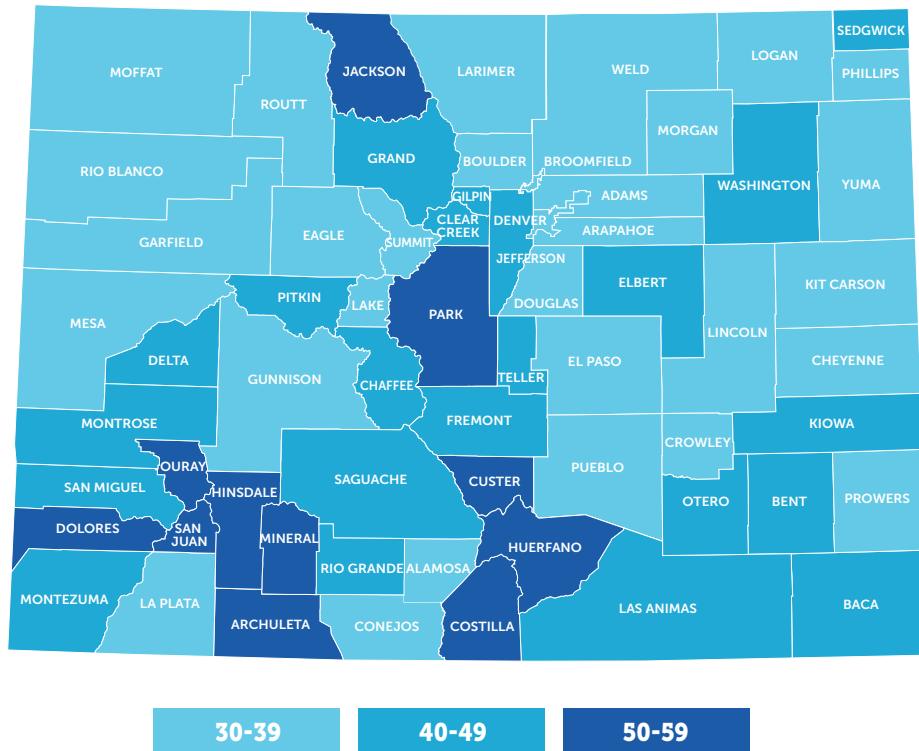 SEDGWICK
JACKSON
LARIMER
WELD
LOGAN
MOFFAT
PHILLIPS
ROUTT
MORGAN
GRAND
BOULDER
BROOMFIELD
RIO BLANCO
WASHINGTON
YUMA
GILPIN
ADAMS
CLEAR
CREEK
DENVER
ARAPAHOE
EAGLE
SUMMIT
GARFIELD
JEFFERSON
ELBERT
KIT CARSON
PITKIN
LAKE
DOUGLAS
PARK
MESA
LINCOLN
DELTA
EL PASO
CHEYENNE
GUNNISON
CHAFFEE
TELLER
MONTROSE
FREMONT
KIOWA
CROWLEY
OURAY
PUEBLO
SAN MIGUEL
HINSDALE
SAGUACHE
CUSTER
OTERO
BENT
PROWERS
DOLORES
SAN
JUAN
MINERAL
HUERFANO
RIO GRANDE
ALAMOSA
MONTEZUMA
LA PLATA
LAS ANIMAS
BACA
ARCHULETA
CONEJOS
COSTILLA
30-39
40-49
50-59